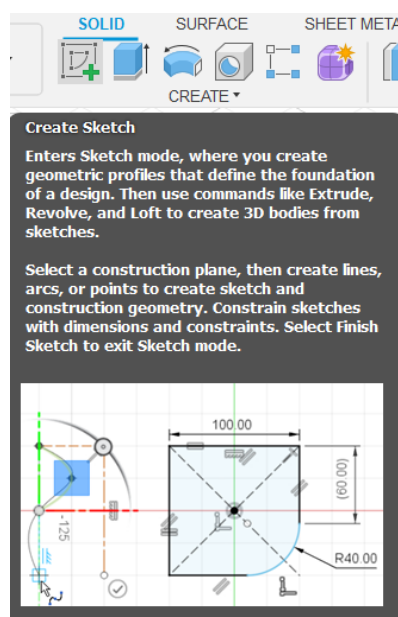 SOLID SURFACE SHEET META
CREATE ▾
Create Sketch
Enters Sketch mode, where you create
geometric profiles that define the foundation
of a design. Then use commands like Extrude,
Revolve, and Loft to create 3D bodies from
sketches.
Select a construction plane, then create lines,
arcs, or points to create sketch and
construction geometry. Constrain sketches
with dimensions and constraints. Select Finish
Sketch to exit Sketch mode.
100.00
(60.00)
-125
R40.00